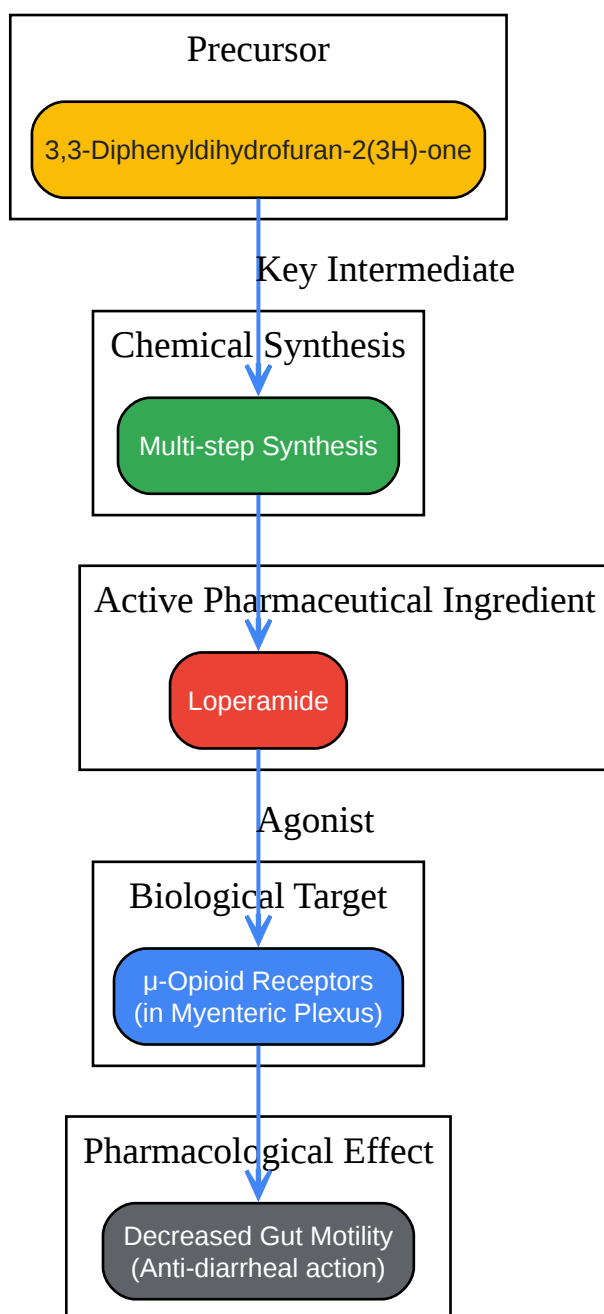 Precursor
3,3-Diphenyldihydrofuran-2(3H)-one
Key Intermediate
Chemical Synthesis
Multi-step Synthesis
Active Pharmaceutical Ingredient
Loperamide
Agonist
Biological Target
μ-Opioid Receptors
(in Myenteric Plexus)
Pharmacological Effect
Decreased Gut Motility
(Anti-diarrheal action)